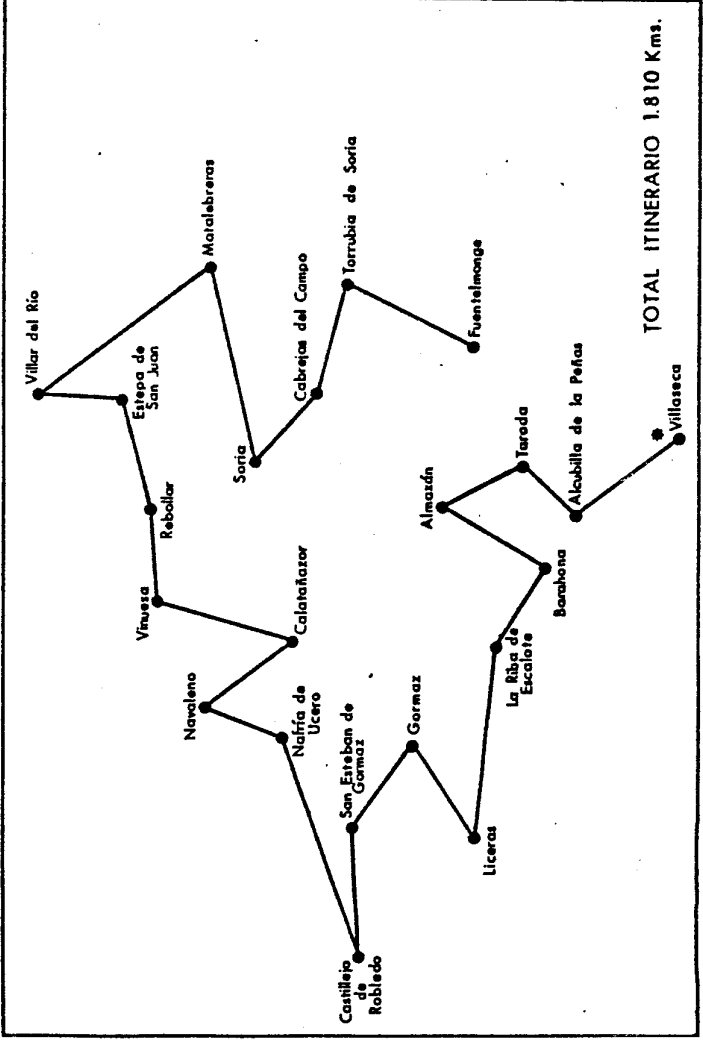 Villar del Río
Estepa de
San Juan
Matalebreras
Rebollar
Vinuesa
Soria
Cabrejas del Campo
Torrubia de Soria
Calatañazor
Navaleno
Nafría de
Ucero
Fuentelmonge
San Esteban de
Gormaz
Castillejo
de
Robledo
Gormaz
Almazán
Taroda
Liceras
La Riba de
Escalote
Barahona
Alcubilla de la Peñas
Villaseca
TOTAL ITINERARIO 1.810 Kms.